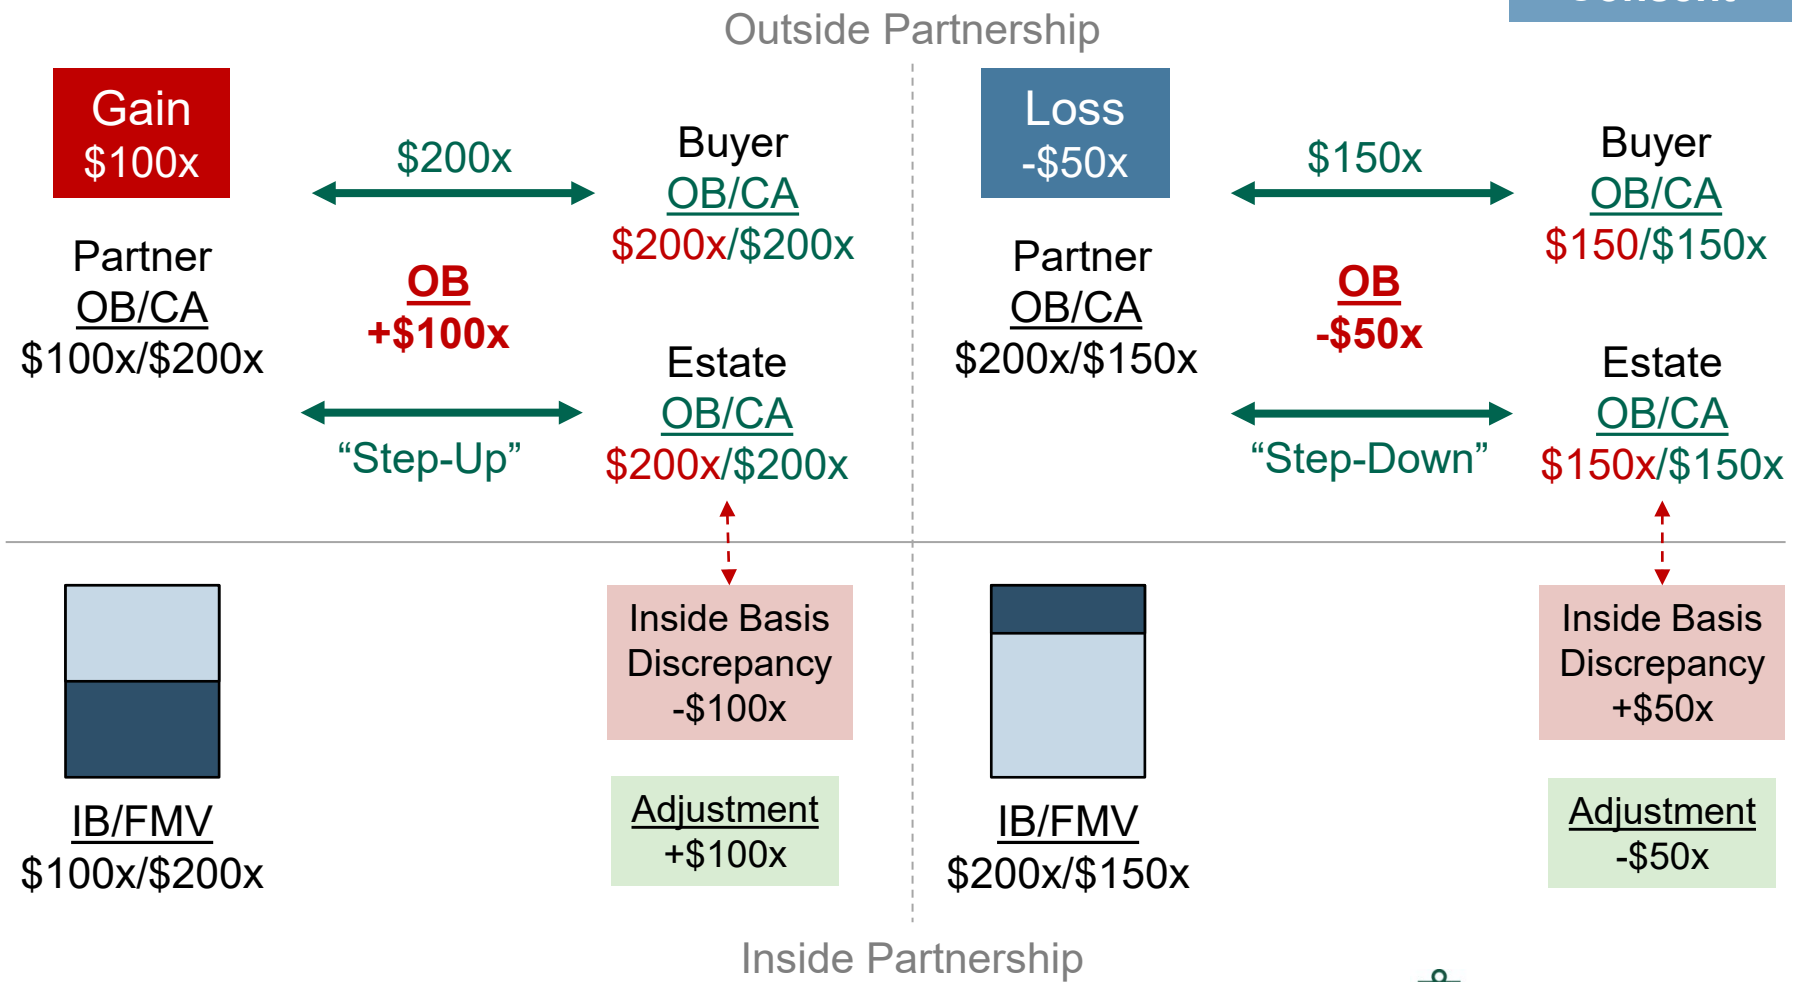 Outside Partnership
Gain
$100x
Partner
OB/CA
$100x/$200x
$200x
OB
+$100x
“Step-Up”
Buyer
OB/CA
$200x/$200x
Estate
OB/CA
$200x/$200x
Loss
-$50x
Partner
OB/CA
$200x/$150x
$150x
OB
-$50x
“Step-Down”
Buyer
OB/CA
$150/$150x
Estate
OB/CA
$150x/$150x
IB/FMV
$100x/$200x
Inside Basis
Discrepancy
-$100x
Adjustment
+$100x
IB/FMV
$200x/$150x
Inside Basis
Discrepancy
+$50x
Adjustment
-$50x
Inside Partnership